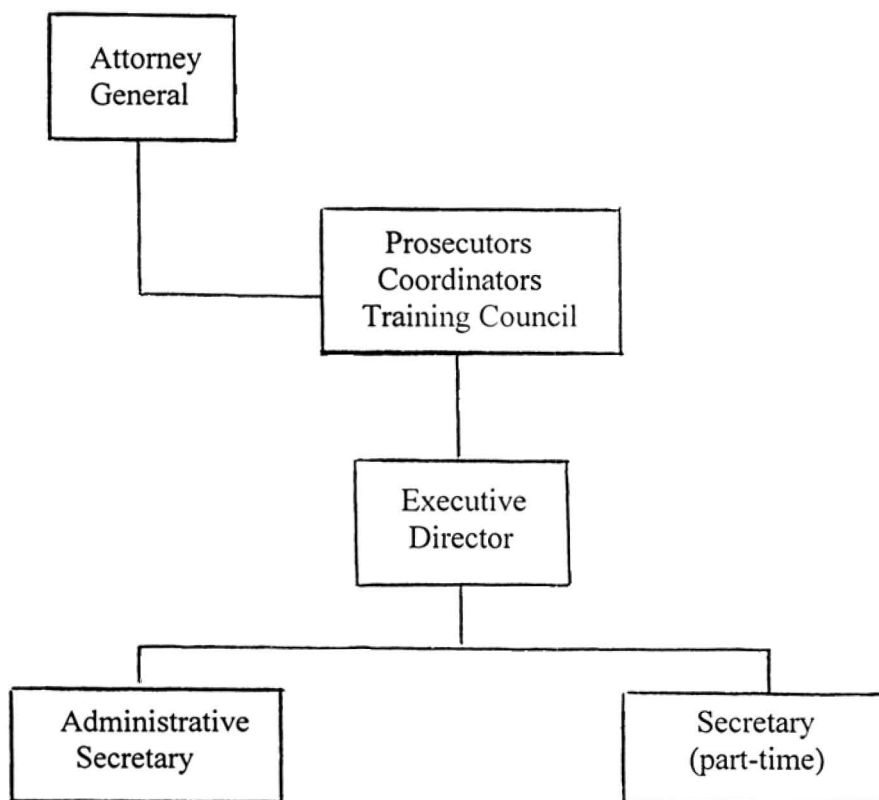 Attorney
General
Prosecutors
Coordinators
Training Council
Executive
Director
Administrative
Secretary
Secretary
(part-time)